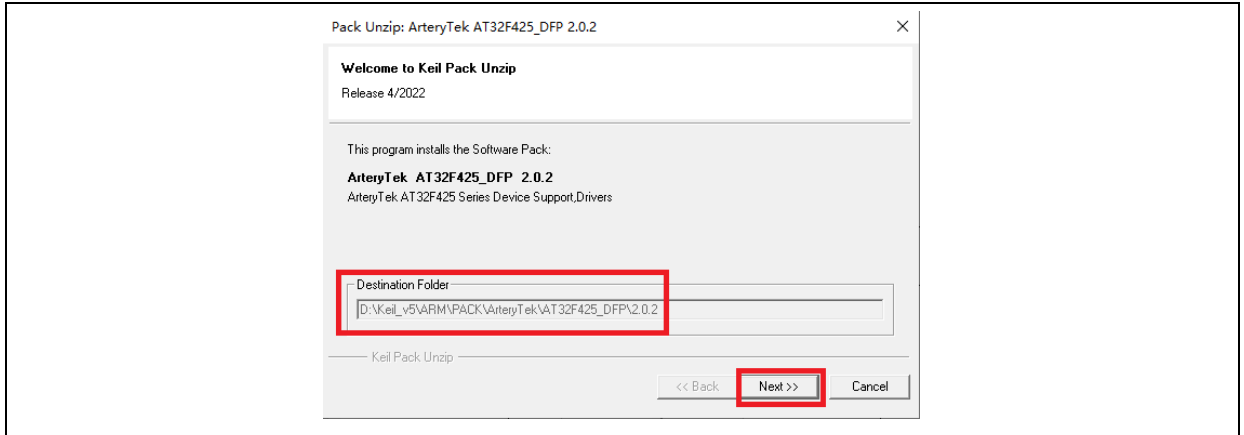 Pack Unzip: ArteryTek AT32F425_DFP 2.0.2
Welcome to Keil Pack Unzip
Release 4/2022
This program installs the Software Pack:
ArteryTek AT32F425_DFP 2.0.2
ArteryTek AT32F425 Series Device Support,Drivers
Destination Folder
D:\Keil_v5\ARM\PACK\ArteryTek\AT32F425_DFP\2.0.2
Keil Pack Unzip
<< Back Next >> Cancel